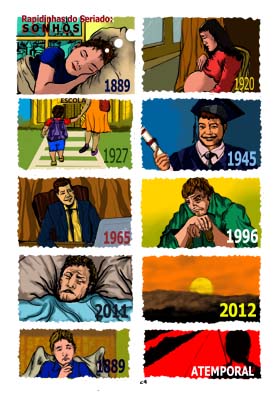 Rapidinhas do Seriado:
SONHOS
1889
1920
ESCOLA
1927
1945
1965
1996
2011
2012
1889
ATEMPORAL